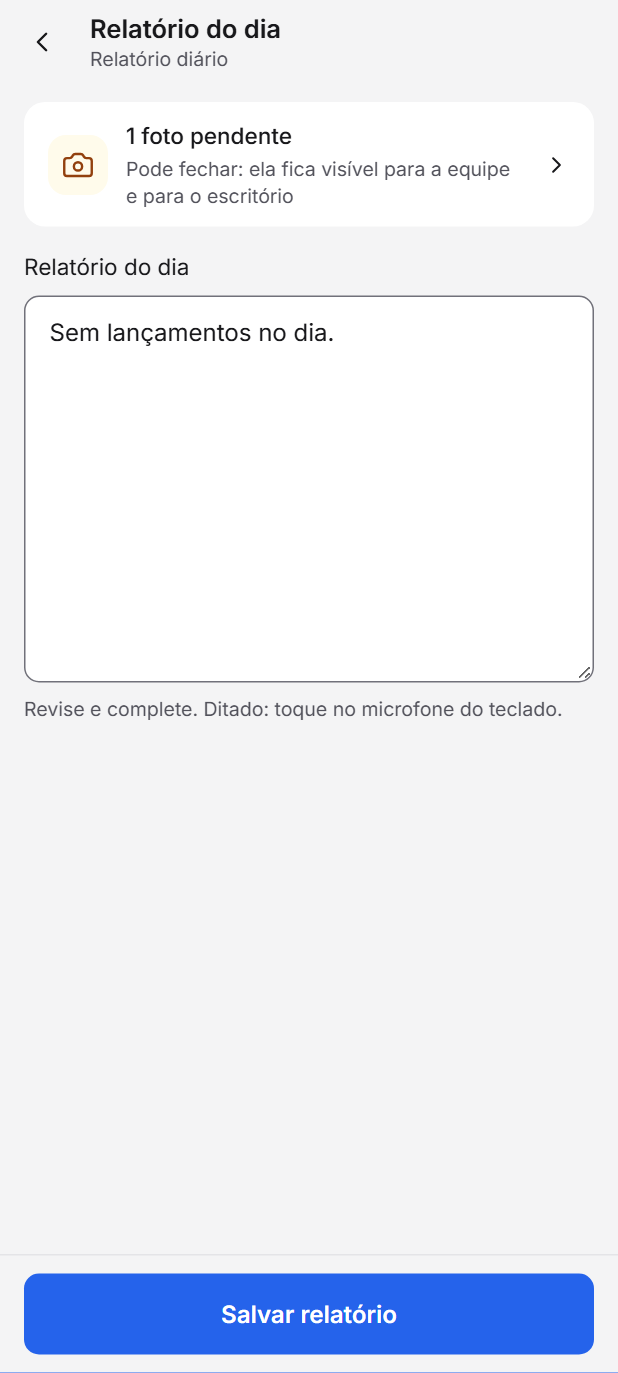 Relatório do dia
Relatório diário
1 foto pendente
Pode fechar: ela fica visível para a equipe
e para o escritório
Relatório do dia
Sem lançamentos no dia.
Revise e complete. Ditado: toque no microfone do teclado.
Salvar relatório